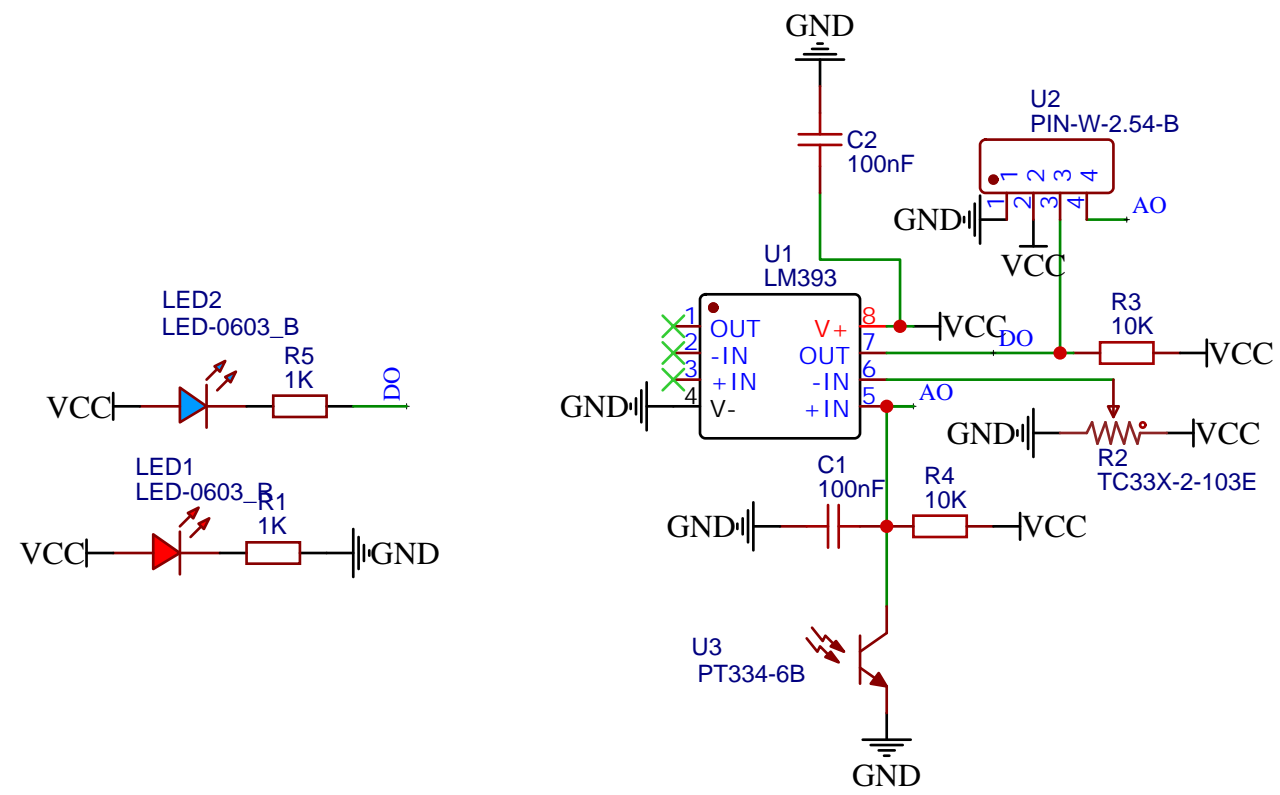 GND
C2
100nF
U2
PIN-W-2.54-B
1 2 3 4
1 2 3 4
GND
VCC
AO
U1
LM393
1 OUT
2 -IN
3 +IN
4 V-
V+ 8
OUT 7
-IN 6
+IN 5
GND
VCC
DO
AO
R3
10K
VCC
GND
VCC
R2
TC33X-2-103E
C1
100nF
GND
R4
10K
VCC
U3
PT334-6B
GND
LED2
LED-0603_B
R5
1K
VCC
DO
LED1
LED-0603_R
R1
1K
VCC
GND